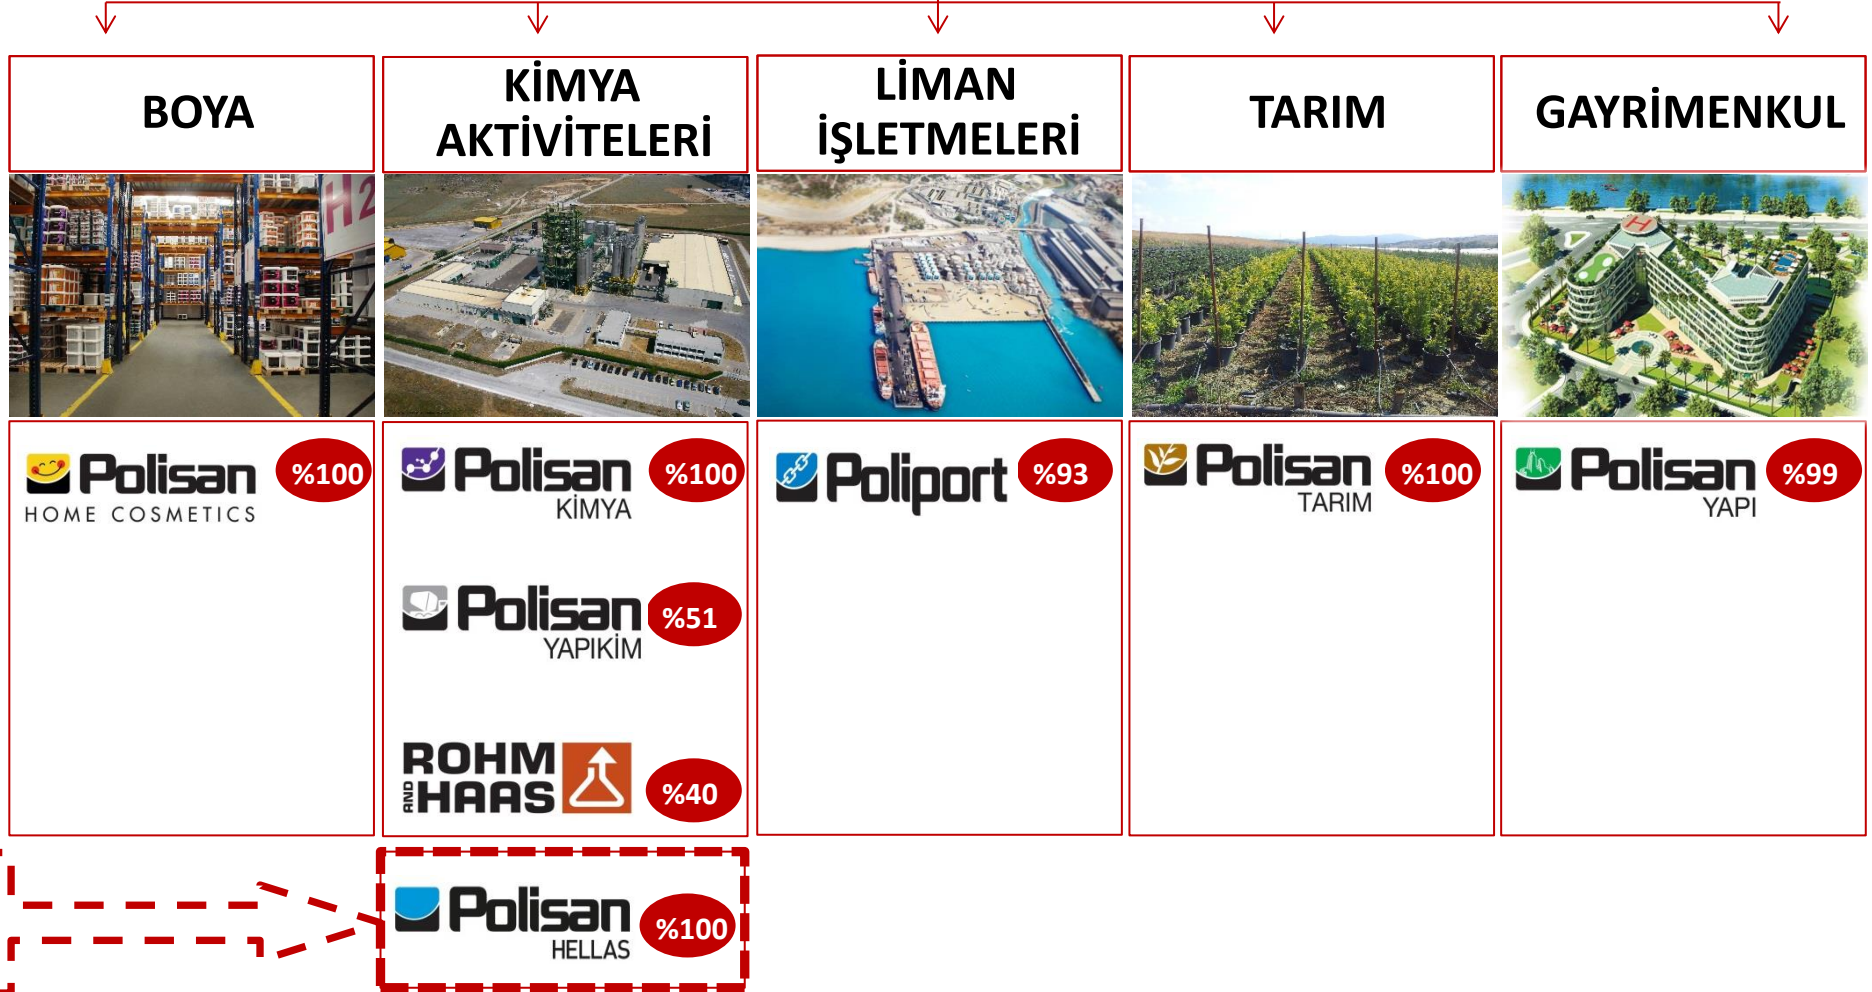 BOYA
KİMYA
AKTİVİTELERİ
LİMAN
İŞLETMELERİ
TARIM
GAYRİMENKUL
H2
H
Polisan
HOME COSMETICS
%100
Polisan
KİMYA
%100
Polisan
YAPIKİM
%51
ROHM
AND HAAS
%40
Poliport
%93
Polisan
TARIM
%100
Polisan
YAPI
%99
Polisan
HELLAS
%100